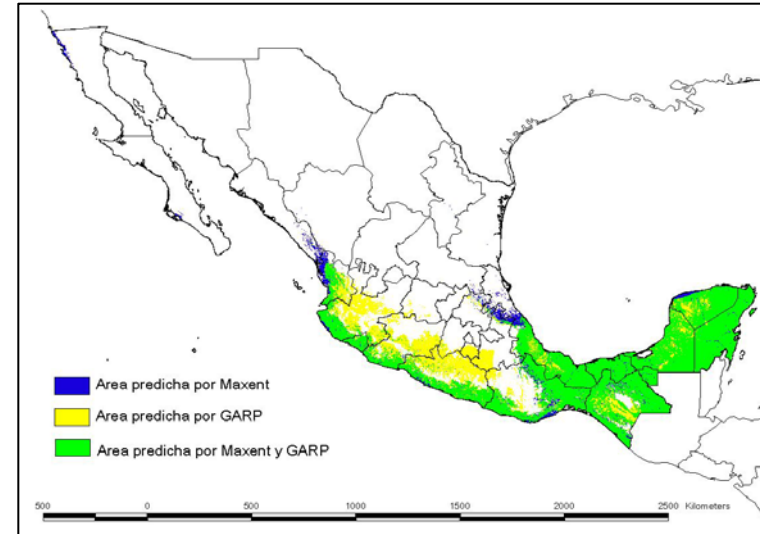 Area predicha por Maxent
Area predicha por GARP
Area predicha por Maxent y GARP
500 0 500 1000 1500 2000 2500 Kilometers